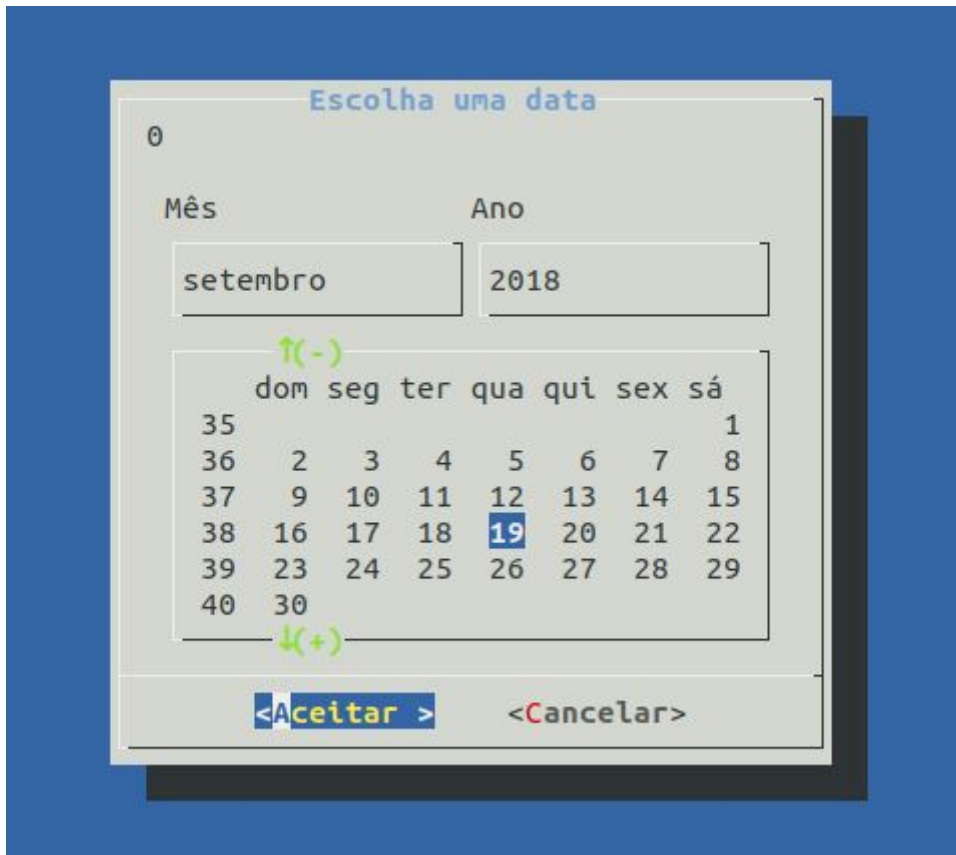 Escolha uma data
0
Mês Ano
setembro 2018
↑(-)
dom seg ter qua qui sex sá
35 1
36 2 3 4 5 6 7 8
37 9 10 11 12 13 14 15
38 16 17 18 19 20 21 22
39 23 24 25 26 27 28 29
40 30
↓(+)
<Aceitar > <Cancelar>